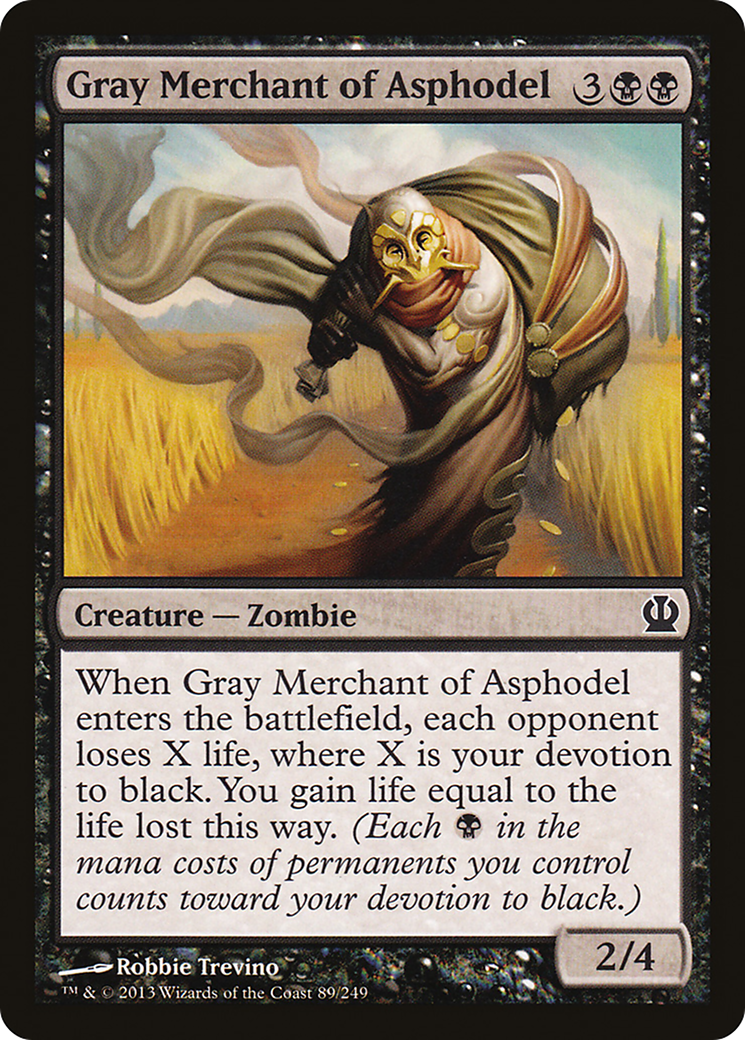 Gray Merchant of Asphodel 3
Creature — Zombie
When Gray Merchant of Asphodel
enters the battlefield, each opponent
loses X life, where X is your devotion
to black. You gain life equal to the
life lost this way. (Each in the
mana costs of permanents you control
counts toward your devotion to black.)
2/4
Robbie Trevino
™ & © 2013 Wizards of the Coast 89/249